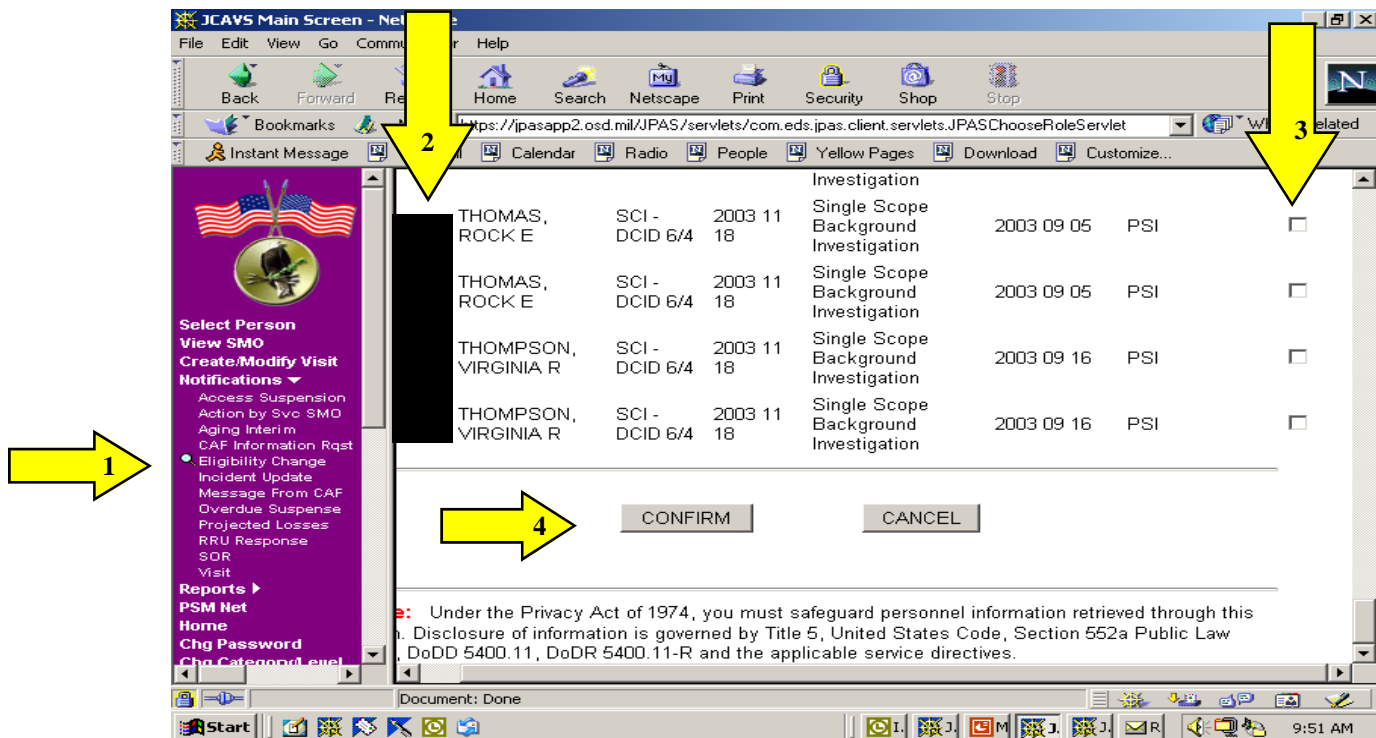 JCAVS Main Screen - Ne
File Edit View Go Comm r Help
Back Forward Re Home Search Netscape Print Security Shop Stop
Bookmarks https://jpasapp2.osd.mil/JPAS/servlets/com.eds.jpas.client.servlets.JPASChooseRoleServlet Wh elated
Instant Message Calendar Radio People Yellow Pages Download Customize...
2
3
Investigation
THOMAS, ROCK E SCI - DCID 6/4 2003 11 18 Single Scope Background Investigation 2003 09 05 PSI
THOMAS, ROCK E SCI - DCID 6/4 2003 11 18 Single Scope Background Investigation 2003 09 05 PSI
THOMPSON, VIRGINIA R SCI - DCID 6/4 2003 11 18 Single Scope Background Investigation 2003 09 16 PSI
THOMPSON, VIRGINIA R SCI - DCID 6/4 2003 11 18 Single Scope Background Investigation 2003 09 16 PSI
Select Person
View SMO
Create/Modify Visit
Notifications
Access Suspension
Action by Svc SMO
Aging Interim
CAF Information Rqst
1
Eligibility Change
Incident Update
Message From CAF
Overdue Suspense
Projected Losses
RRU Response
SOR
Visit
Reports
PSM Net
Home
Chg Password
Chg Category/Level
4
CONFIRM CANCEL
e: Under the Privacy Act of 1974, you must safeguard personnel information retrieved through this
n. Disclosure of information is governed by Title 5, United States Code, Section 552a Public Law
, DoDD 5400.11, DoDR 5400.11-R and the applicable service directives.
Document: Done
Start I. J. M J. J. R 9:51 AM